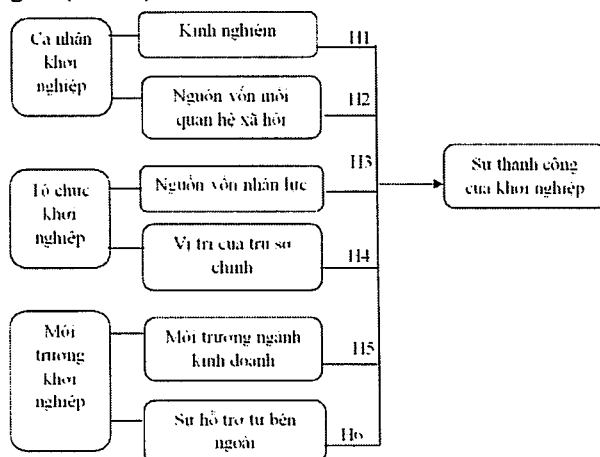 Cá nhân
khởi
nghiệp
Kinh nghiệm
H1
Nguồn vốn mối
quan hệ xã hội
H2
Tổ chức
khởi
nghiệp
Nguồn vốn nhân lực
H3
Vị trí của trụ sở
chính
H4
Môi
trường
khởi
nghiệp
Môi trường ngành
kinh doanh
H5
Sự hỗ trợ từ bên
ngoài
H6
Sự thành công
của khởi nghiệp